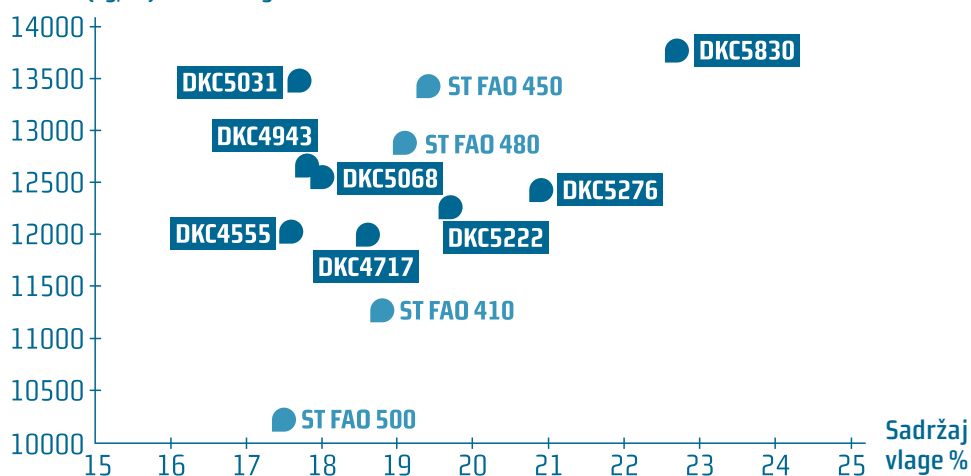 14000
13500
13000
12500
12000
11500
11000
10500
10000
DKC5830
DKC5031
ST FAO 450
DKC4943
ST FAO 480
DKC5068
DKC5276
DKC4555
DKC5222
DKC4717
ST FAO 410
ST FAO 500
15 16 17 18 19 20 21 22 23 24 25
Sadržaj
vlage %